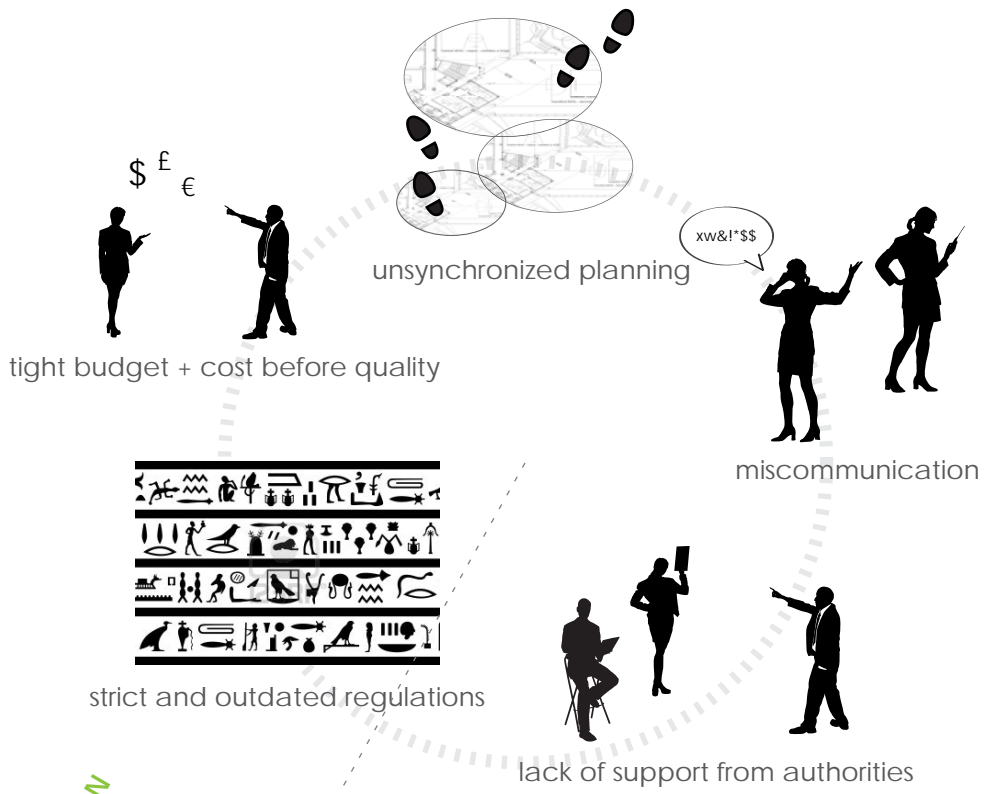 $ £ €
unsynchronized planning
xw&!*$$
tight budget + cost before quality
miscommunication
strict and outdated regulations
lack of support from authorities
N